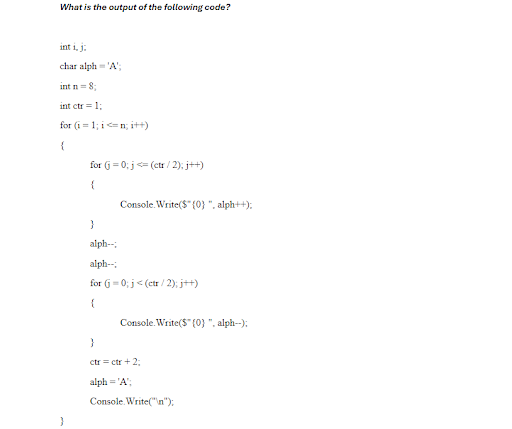 What is the output of the following code?
int i, j;
char alph = 'A';
int n = 8;
int ctr = 1;
for (i = 1; i <= n; i++)
{
for (j = 0; j <= (ctr / 2); j++)
{
Console.Write($"{0} ", alph++);
}
alph--;
alph--;
for (j = 0; j < (ctr / 2); j++)
{
Console.Write($"{0} ", alph--);
}
ctr = ctr + 2;
alph = 'A';
Console.Write("\n");
}